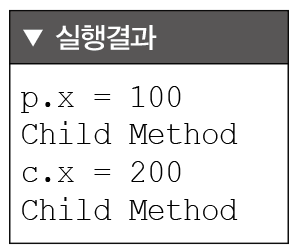 ▼ 실행결과
p.x = 100
Child Method
c.x = 200
Child Method